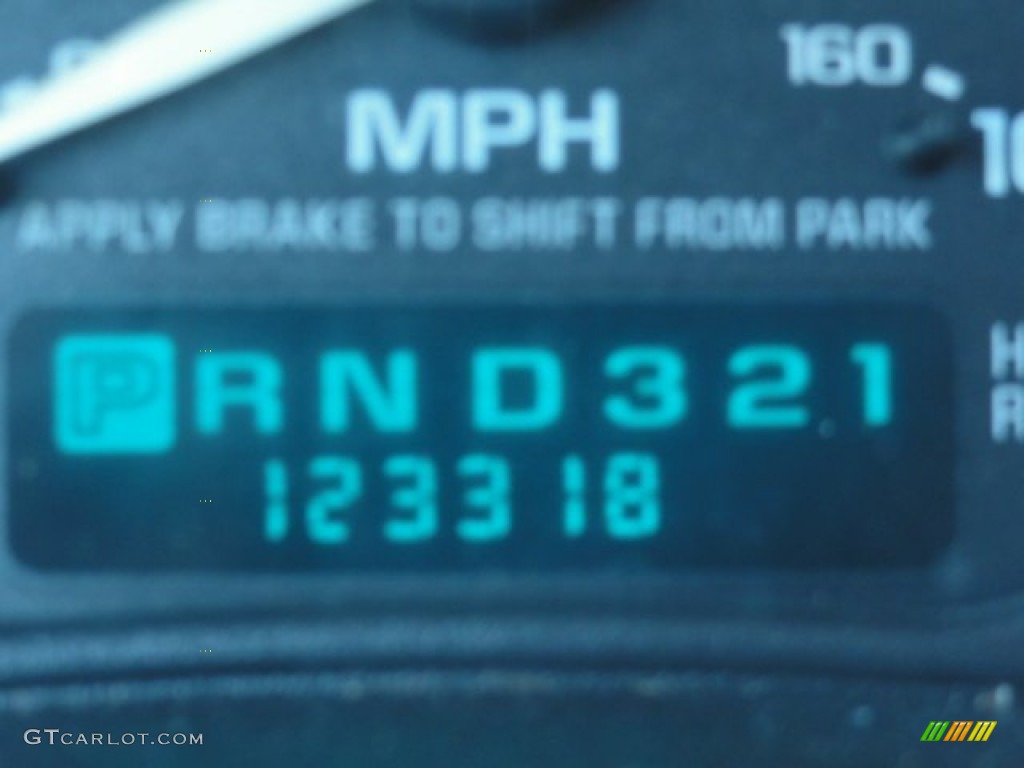 160
MPH
APPLY BRAKE TO SHIFT FROM PARK
P R N D 3 2 1
123318
GTCARLOT.COM